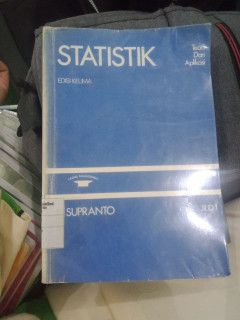 STATISTIK
Teori
Dan
Aplikasi
EDISI KELIMA
SUPRANTO